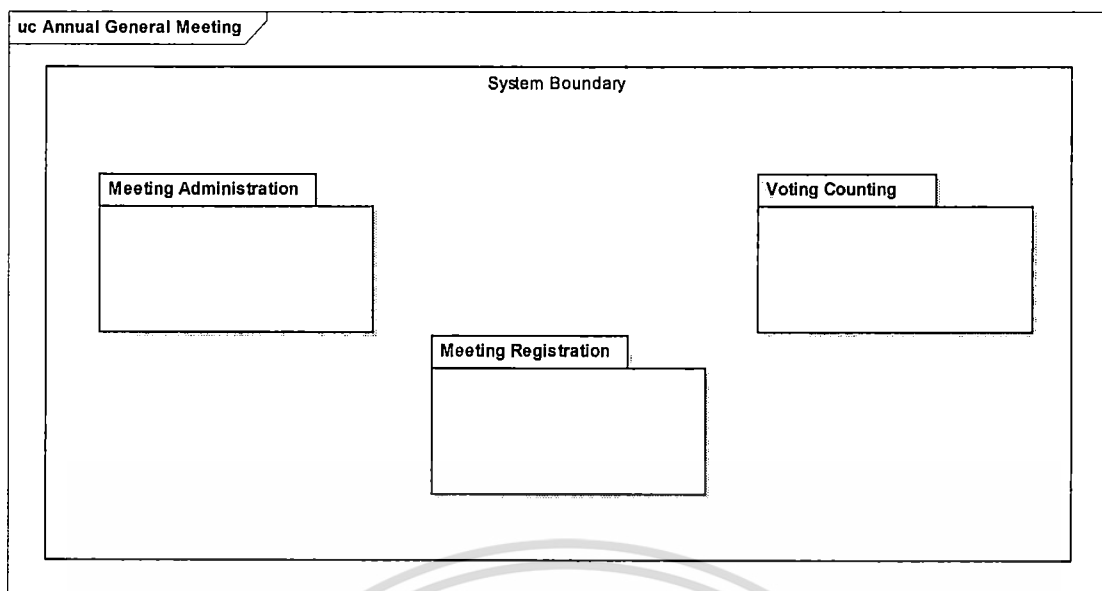 uc Annual General Meeting
System Boundary
Meeting Administration
Voting Counting
Meeting Registration